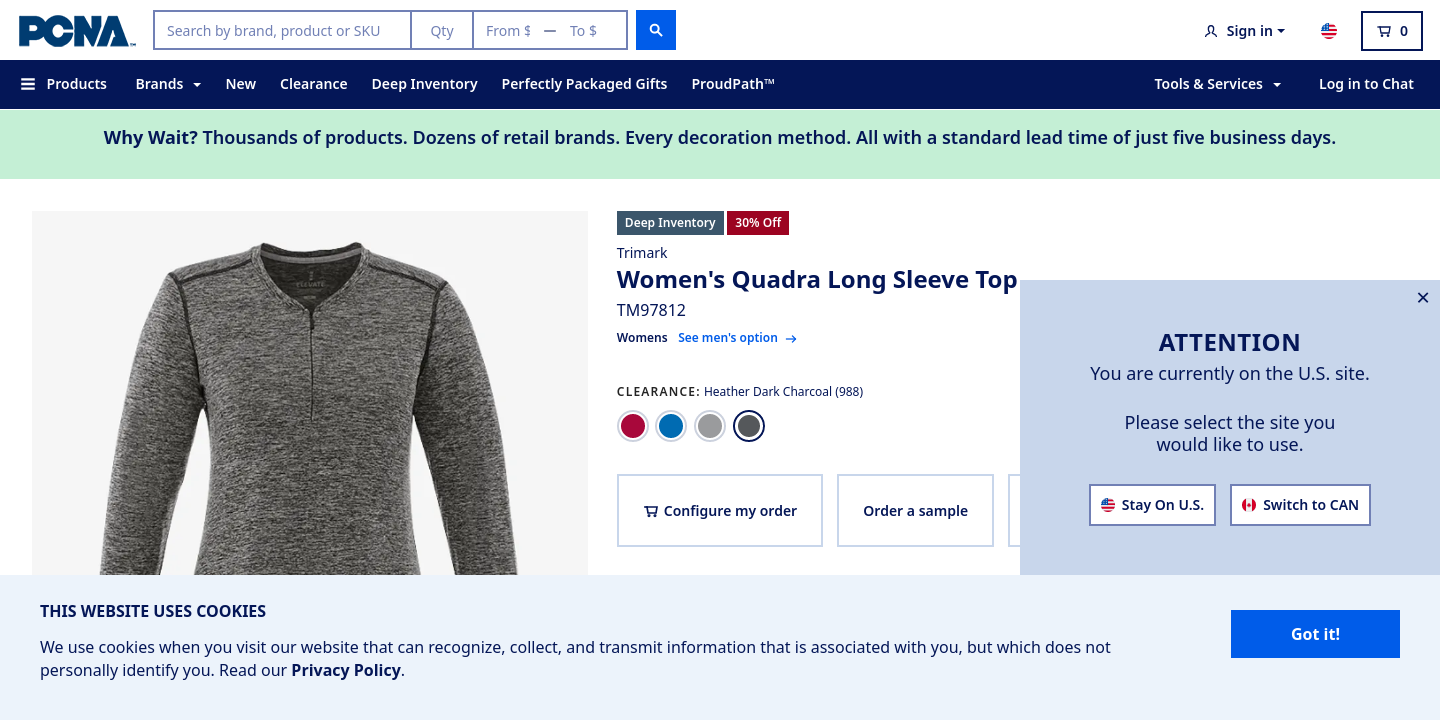 PCNA™
Search by brand, product or SKU
Qty
From $ — To $
Sign in
0
Products
Brands
New
Clearance
Deep Inventory
Perfectly Packaged Gifts
ProudPath™
Tools & Services
Log in to Chat
Why Wait? Thousands of products. Dozens of retail brands. Every decoration method. All with a standard lead time of just five business days.
ELEVATE
Deep Inventory
30% Off
Trimark
Women's Quadra Long Sleeve Top
TM97812
Womens See men's option →
CLEARANCE: Heather Dark Charcoal (988)
Configure my order
Order a sample
✕
ATTENTION
You are currently on the U.S. site.
Please select the site you
would like to use.
Stay On U.S.
Switch to CAN
THIS WEBSITE USES COOKIES
We use cookies when you visit our website that can recognize, collect, and transmit information that is associated with you, but which does not
personally identify you. Read our Privacy Policy.
Got it!